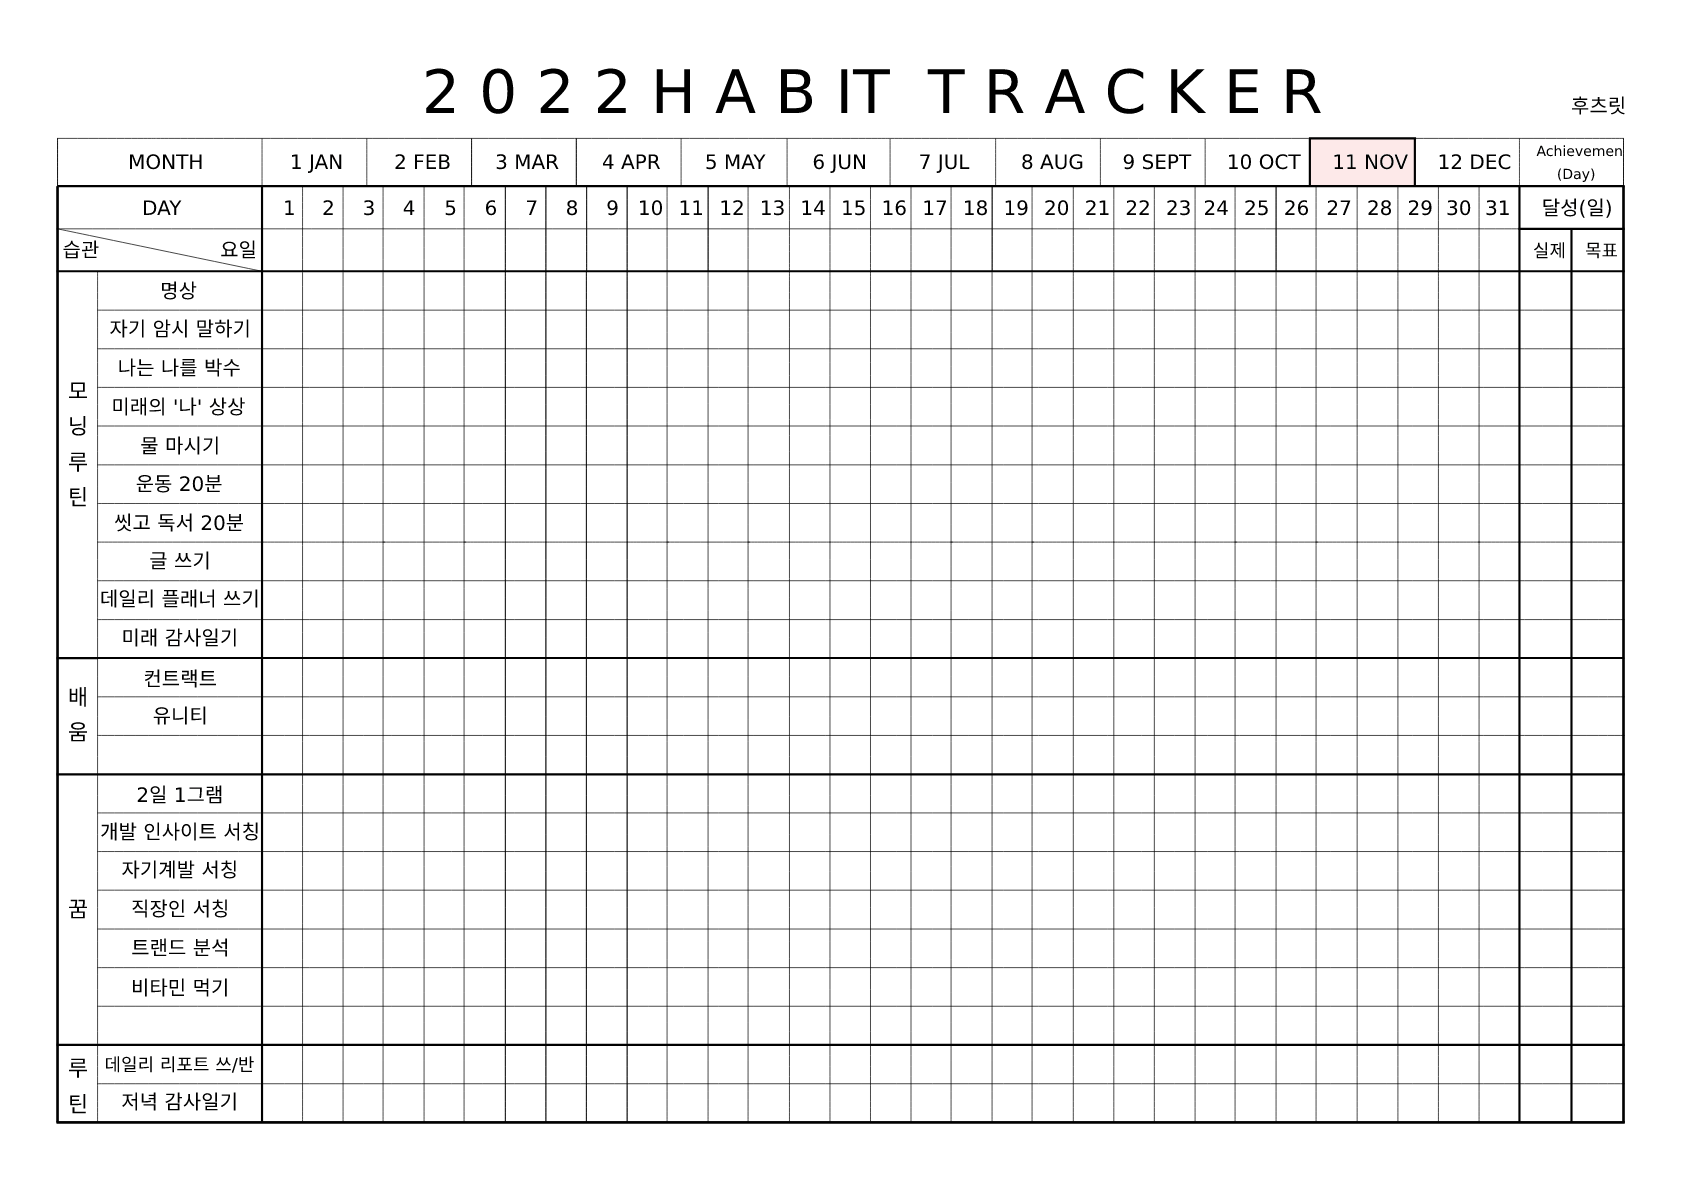 2022HABIT TRACKER
후츠릿
MONTH 1 JAN 2 FEB 3 MAR 4 APR 5 MAY 6 JUN 7 JUL 8 AUG 9 SEPT 10 OCT 11 NOV 12 DEC Achievemen
(Day)
DAY 1 2 3 4 5 6 7 8 9 10 11 12 13 14 15 16 17 18 19 20 21 22 23 24 25 26 27 28 29 30 31 달성(일)
습관 요일 실제 목표
모닝루틴
명상
자기 암시 말하기
나는 나를 박수
미래의 '나' 상상
물 마시기
운동 20분
씻고 독서 20분
글 쓰기
데일리 플래너 쓰기
미래 감사일기
배움
컨트랙트
유니티
꿈
2일 1그램
개발 인사이트 서칭
자기계발 서칭
직장인 서칭
트랜드 분석
비타민 먹기
루틴
데일리 리포트 쓰/반
저녁 감사일기